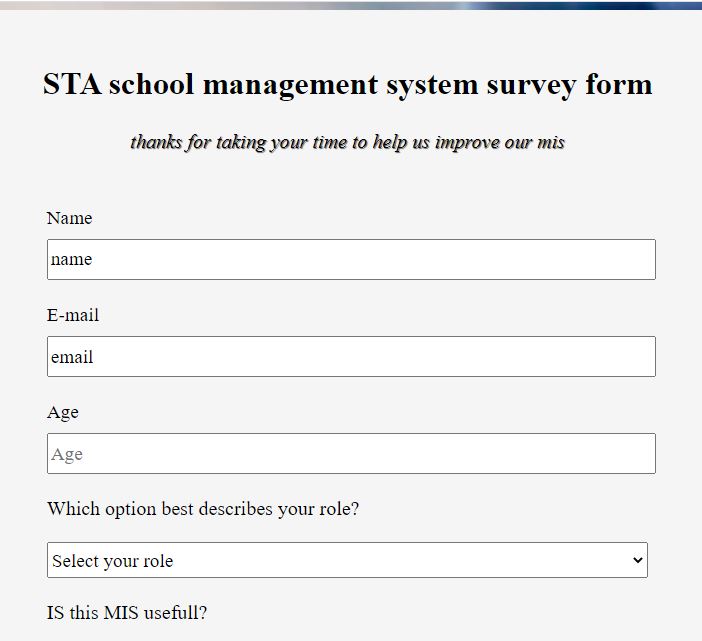 STA school management system survey form
thanks for taking your time to help us improve our mis
Name
name
E-mail
email
Age
Age
Which option best describes your role?
Select your role
IS this MIS usefull?